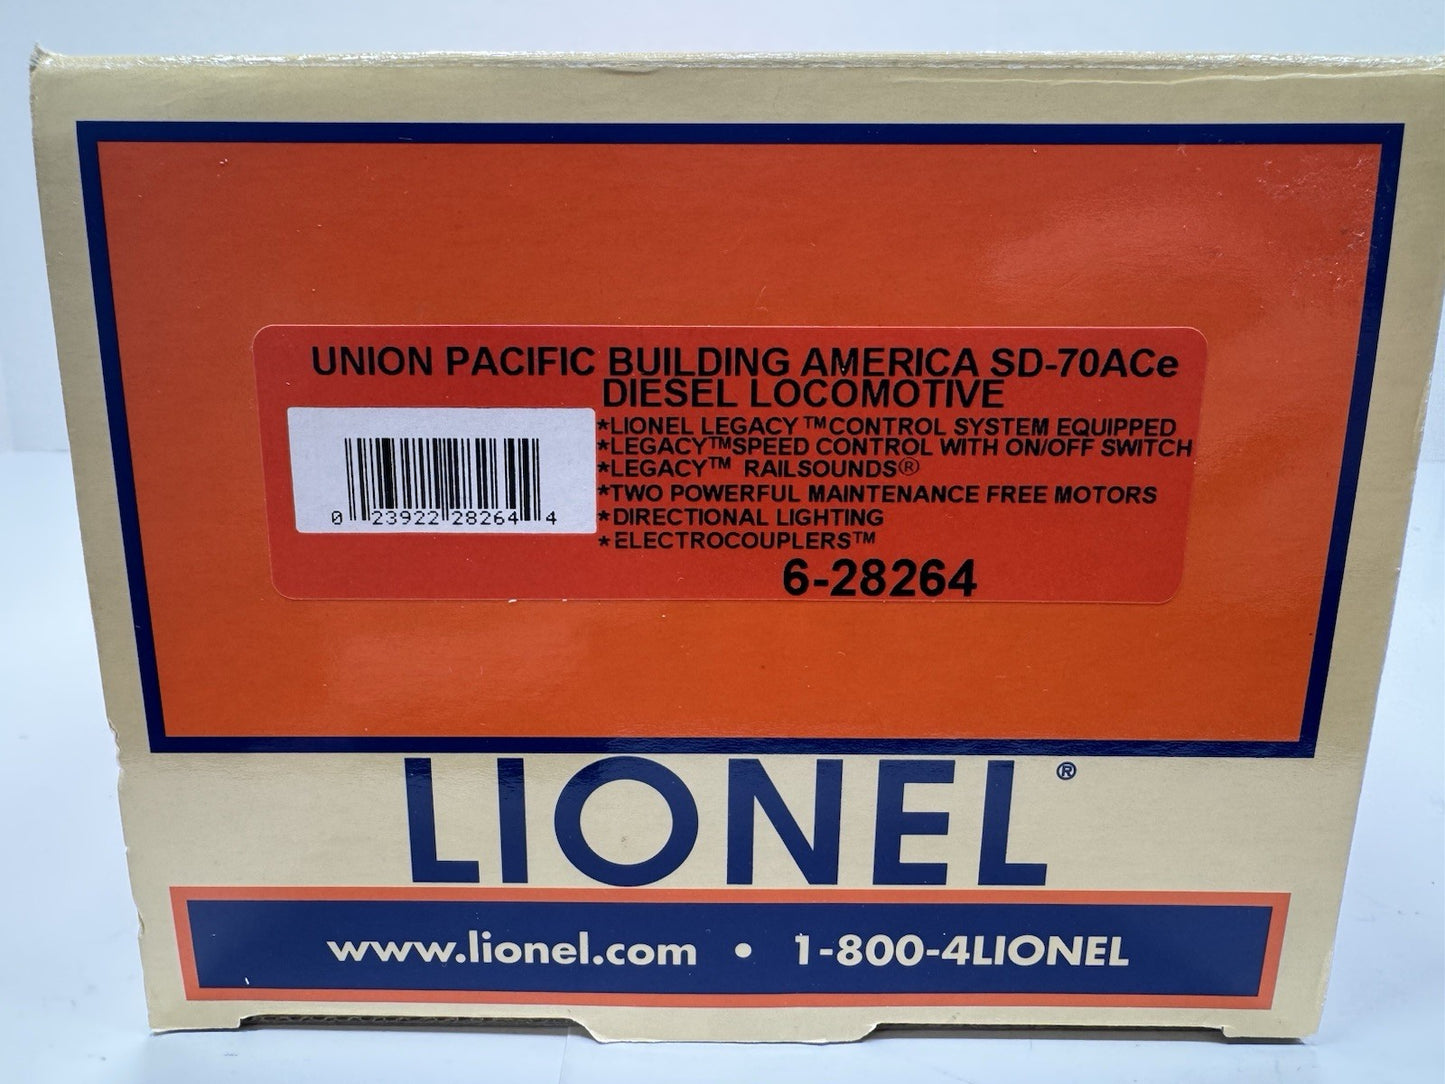 UNION PACIFIC BUILDING AMERICA SD-70ACe
DIESEL LOCOMOTIVE
*LIONEL LEGACY™CONTROL SYSTEM EQUIPPED
*LEGACY™SPEED CONTROL WITH ON/OFF SWITCH
*LEGACY™ RAILSOUNDS®
*TWO POWERFUL MAINTENANCE FREE MOTORS
*DIRECTIONAL LIGHTING
*ELECTROCOUPLERS™
0 23922 28264 4
6-28264
LIONEL®
www.lionel.com • 1-800-4LIONEL